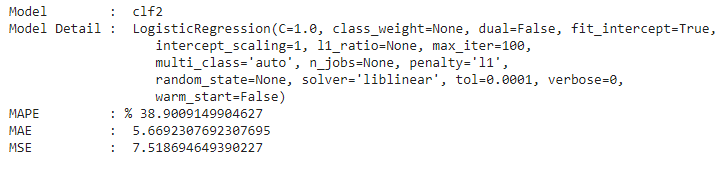 Model : clf2
Model Detail : LogisticRegression(C=1.0, class_weight=None, dual=False, fit_intercept=True,
intercept_scaling=1, l1_ratio=None, max_iter=100,
multi_class='auto', n_jobs=None, penalty='l1',
random_state=None, solver='liblinear', tol=0.0001, verbose=0,
warm_start=False)
MAPE : % 38.9009149904627
MAE : 5.6692307692307695
MSE : 7.518694649390227